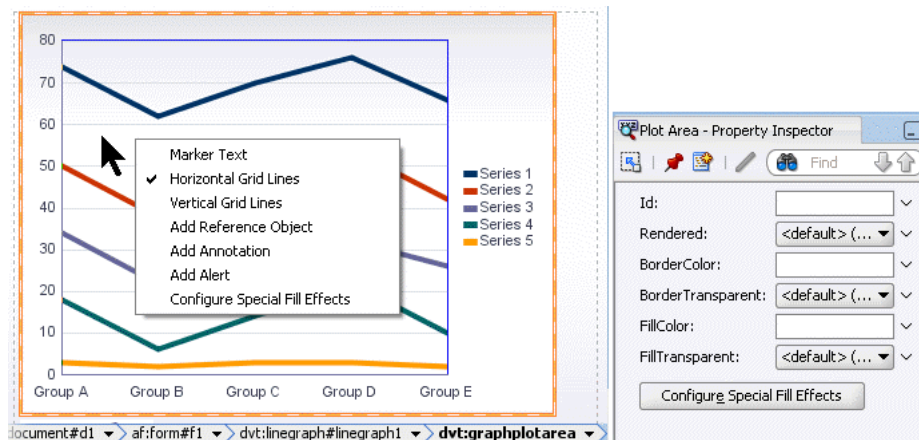 80
70
60
50
40
30
20
10
0
Group A Group B Group C Group D Group E
Marker Text
Horizontal Grid Lines
Vertical Grid Lines
Add Reference Object
Add Annotation
Add Alert
Configure Special Fill Effects
Series 1
Series 2
Series 3
Series 4
Series 5
document#d1 af:form#f1 dvt:linegraph#linegraph1 dvt:graphplotarea
Plot Area - Property Inspector
Find
Id:
Rendered: <default> (...
BorderColor:
BorderTransparent: <default> (...
FillColor:
FillTransparent: <default> (...
Configure Special Fill Effects